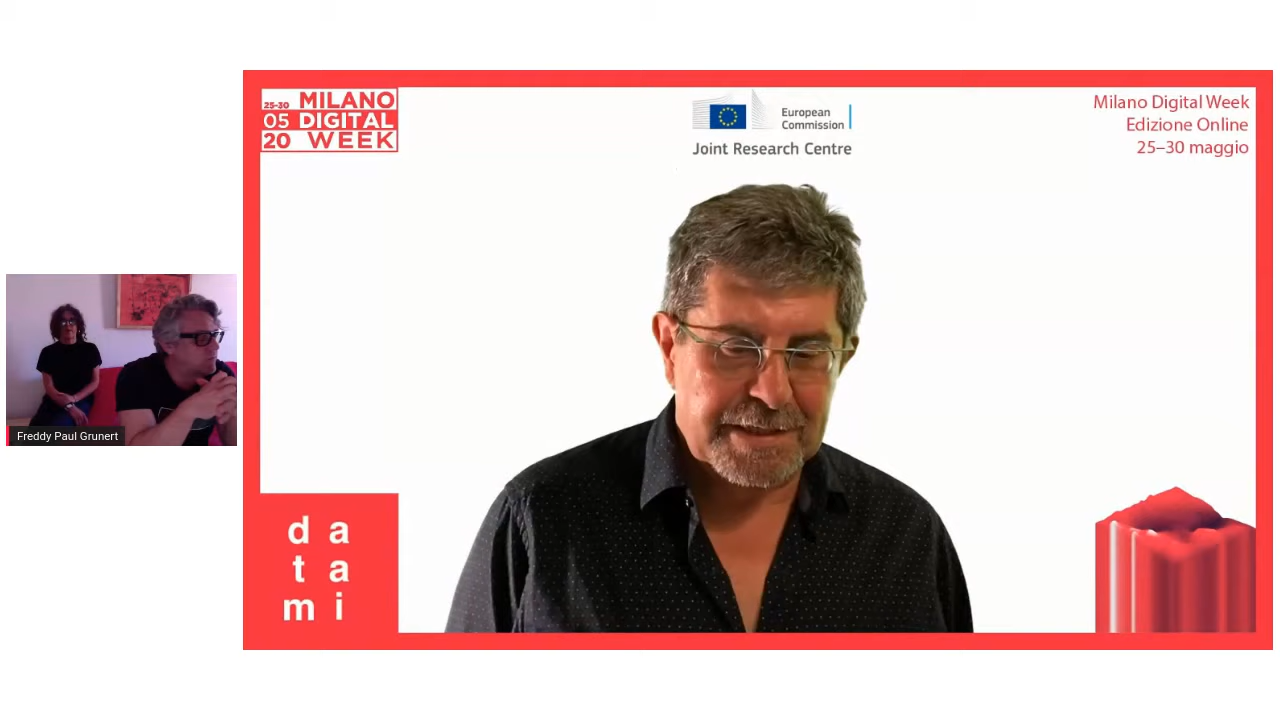 25-30 MILANO
05 DIGITAL
20 WEEK
European
Commission
Joint Research Centre
Milano Digital Week
Edizione Online
25–30 maggio
Freddy Paul Grunert
d a
t a
m i